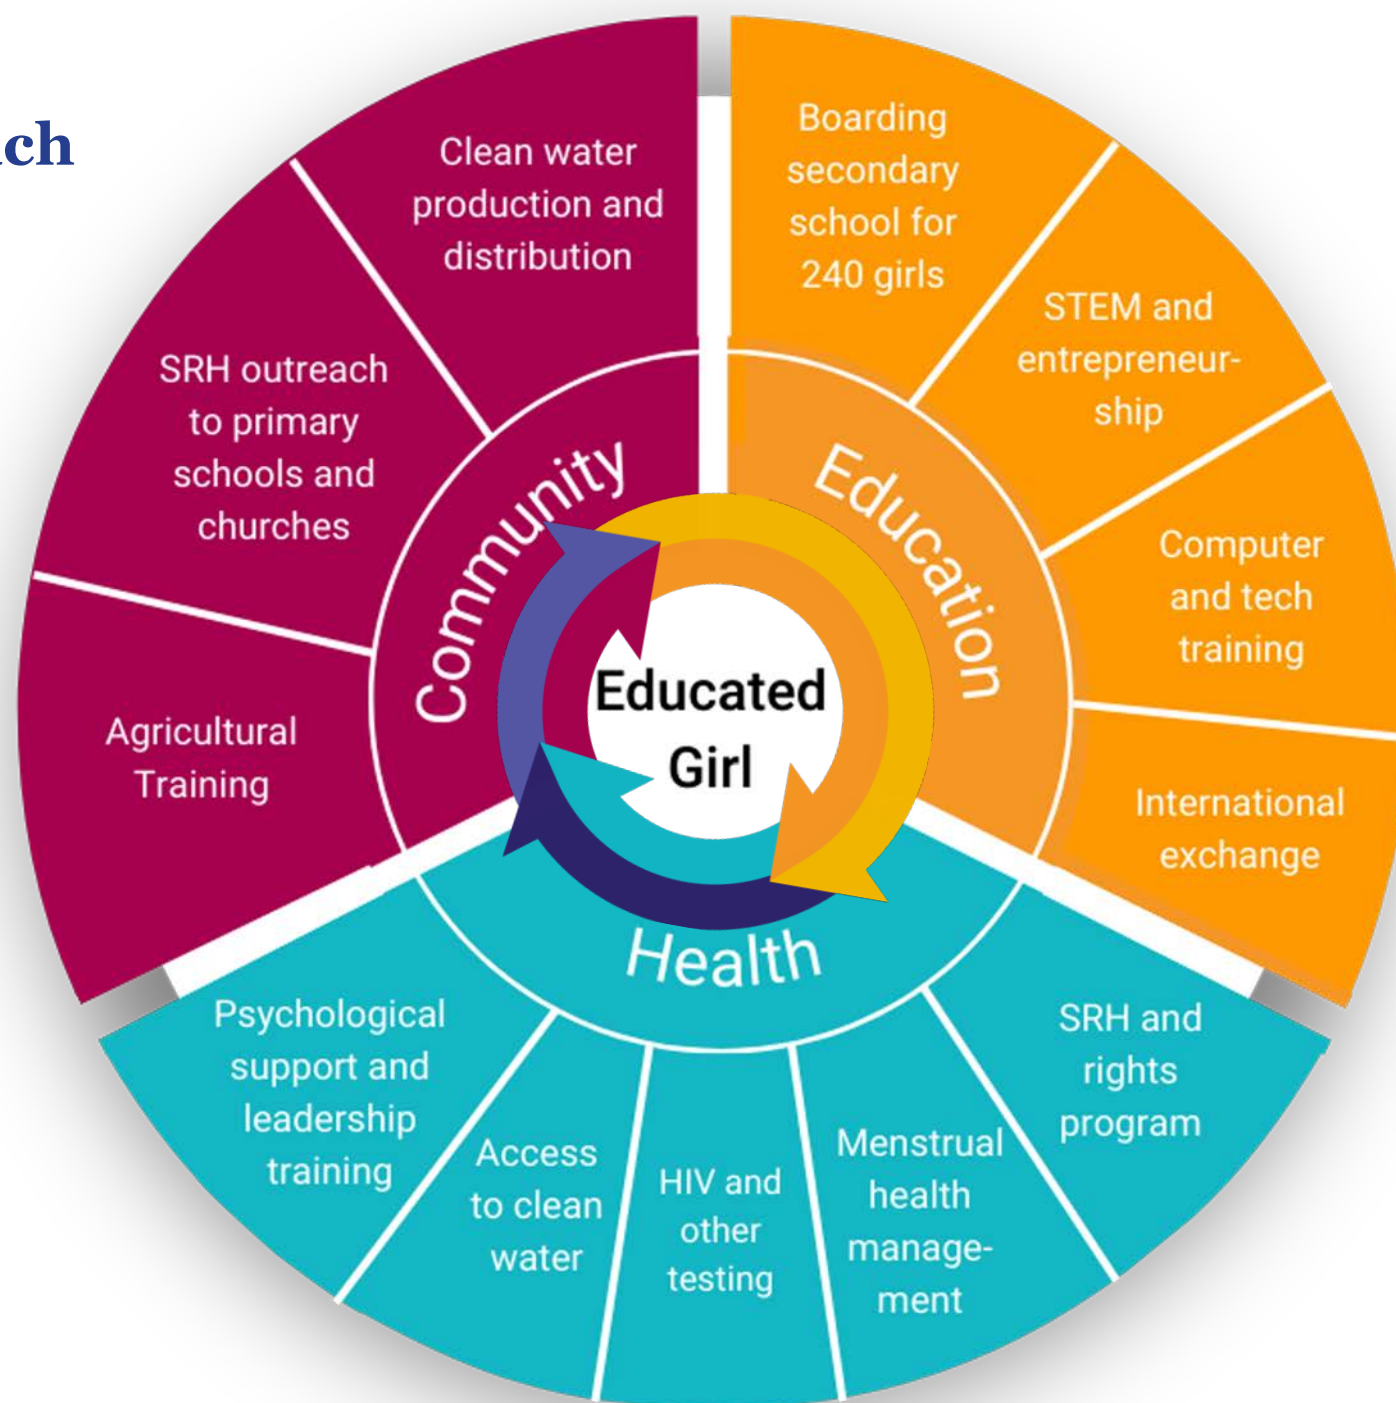 ach
Clean water
production and
distribution
SRH outreach
to primary
schools and
churches
Agricultural
Training
Community
Boarding
secondary
school for
240 girls
STEM and
entrepreneur-
ship
Computer
and tech
training
International
exchange
Education
Educated
Girl
Health
Psychological
support and
leadership
training
Access
to clean
water
HIV and
other
testing
Menstrual
health
manage-
ment
SRH and
rights
program